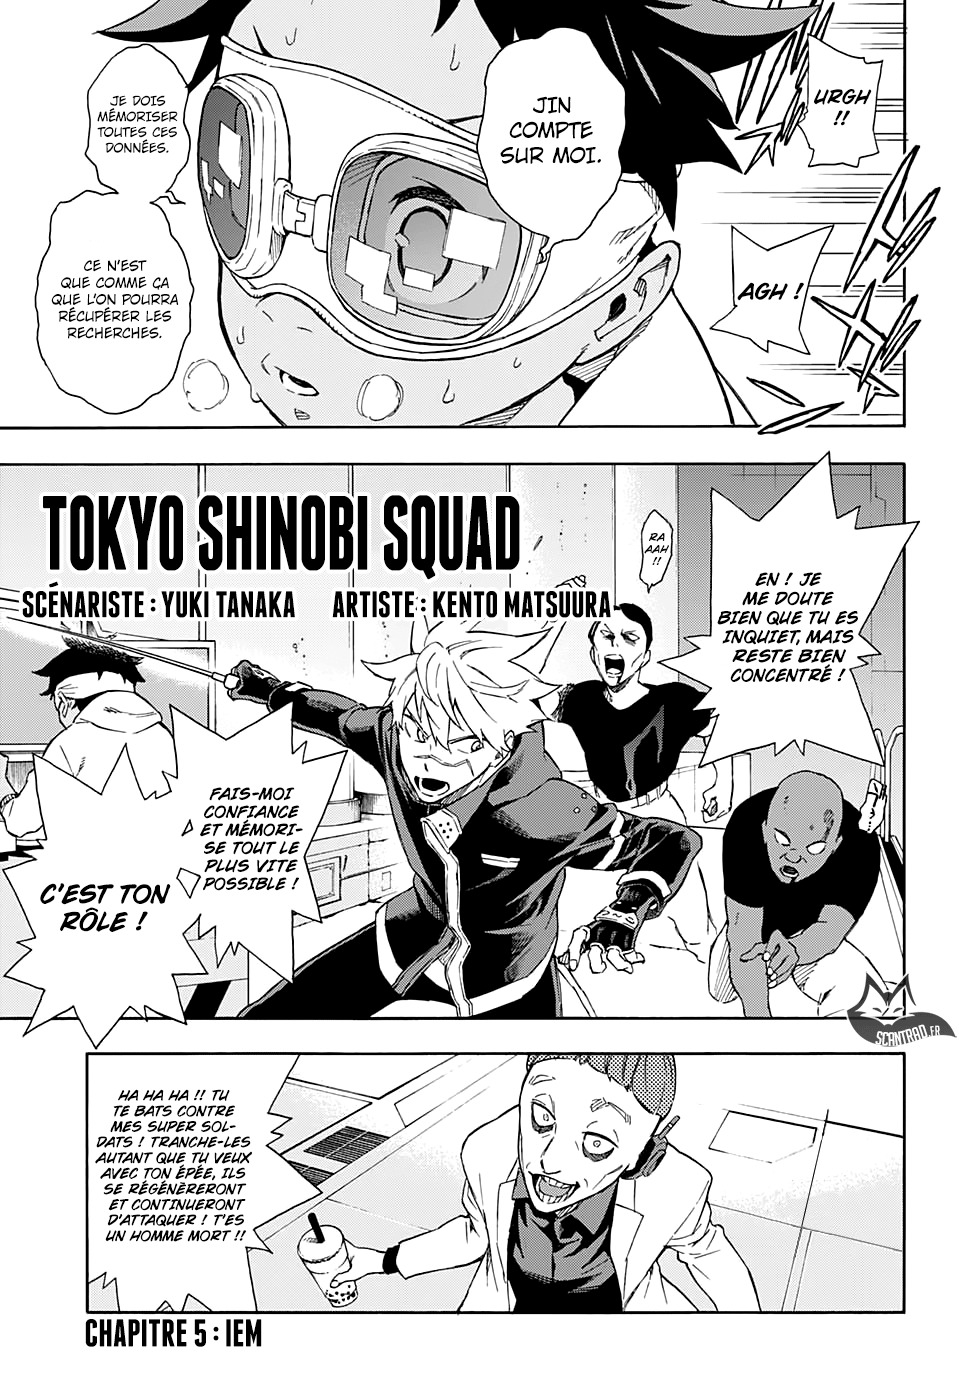 URGH
!!
AGH !
JIN
COMPTE
SUR MOI.
JE DOIS
MÉMORISER
TOUTES CES
DONNÉES.
CE N'EST
QUE COMME ÇA
QUE L'ON POURRA
RÉCUPÉRER LES
RECHERCHES.
TOKYO SHINOBI SQUAD
SCÉNARISTE : YUKI TANAKA
ARTISTE : KENTO MATSUURA
RA
AAH
!!
EN ! JE
ME DOUTE
BIEN QUE TU ES
INQUIET, MAIS
RESTE BIEN
CONCENTRÉ !
FAIS-MOI
CONFIANCE
ET MÉMORI-
SE TOUT LE
PLUS VITE
POSSIBLE !
C'EST TON
RÔLE !
SCANTRAD.FR
HA HA HA !! TU
TE BATS CONTRE
MES SUPER SOL-
DATS ! TRANCHE-LES
AUTANT QUE TU VEUX
AVEC TON ÉPÉE, ILS
SE RÉGÉNÈRERONT
ET CONTINUERONT
D'ATTAQUER ! T'ES
UN HOMME MORT !!
CHAPITRE 5 : IEM